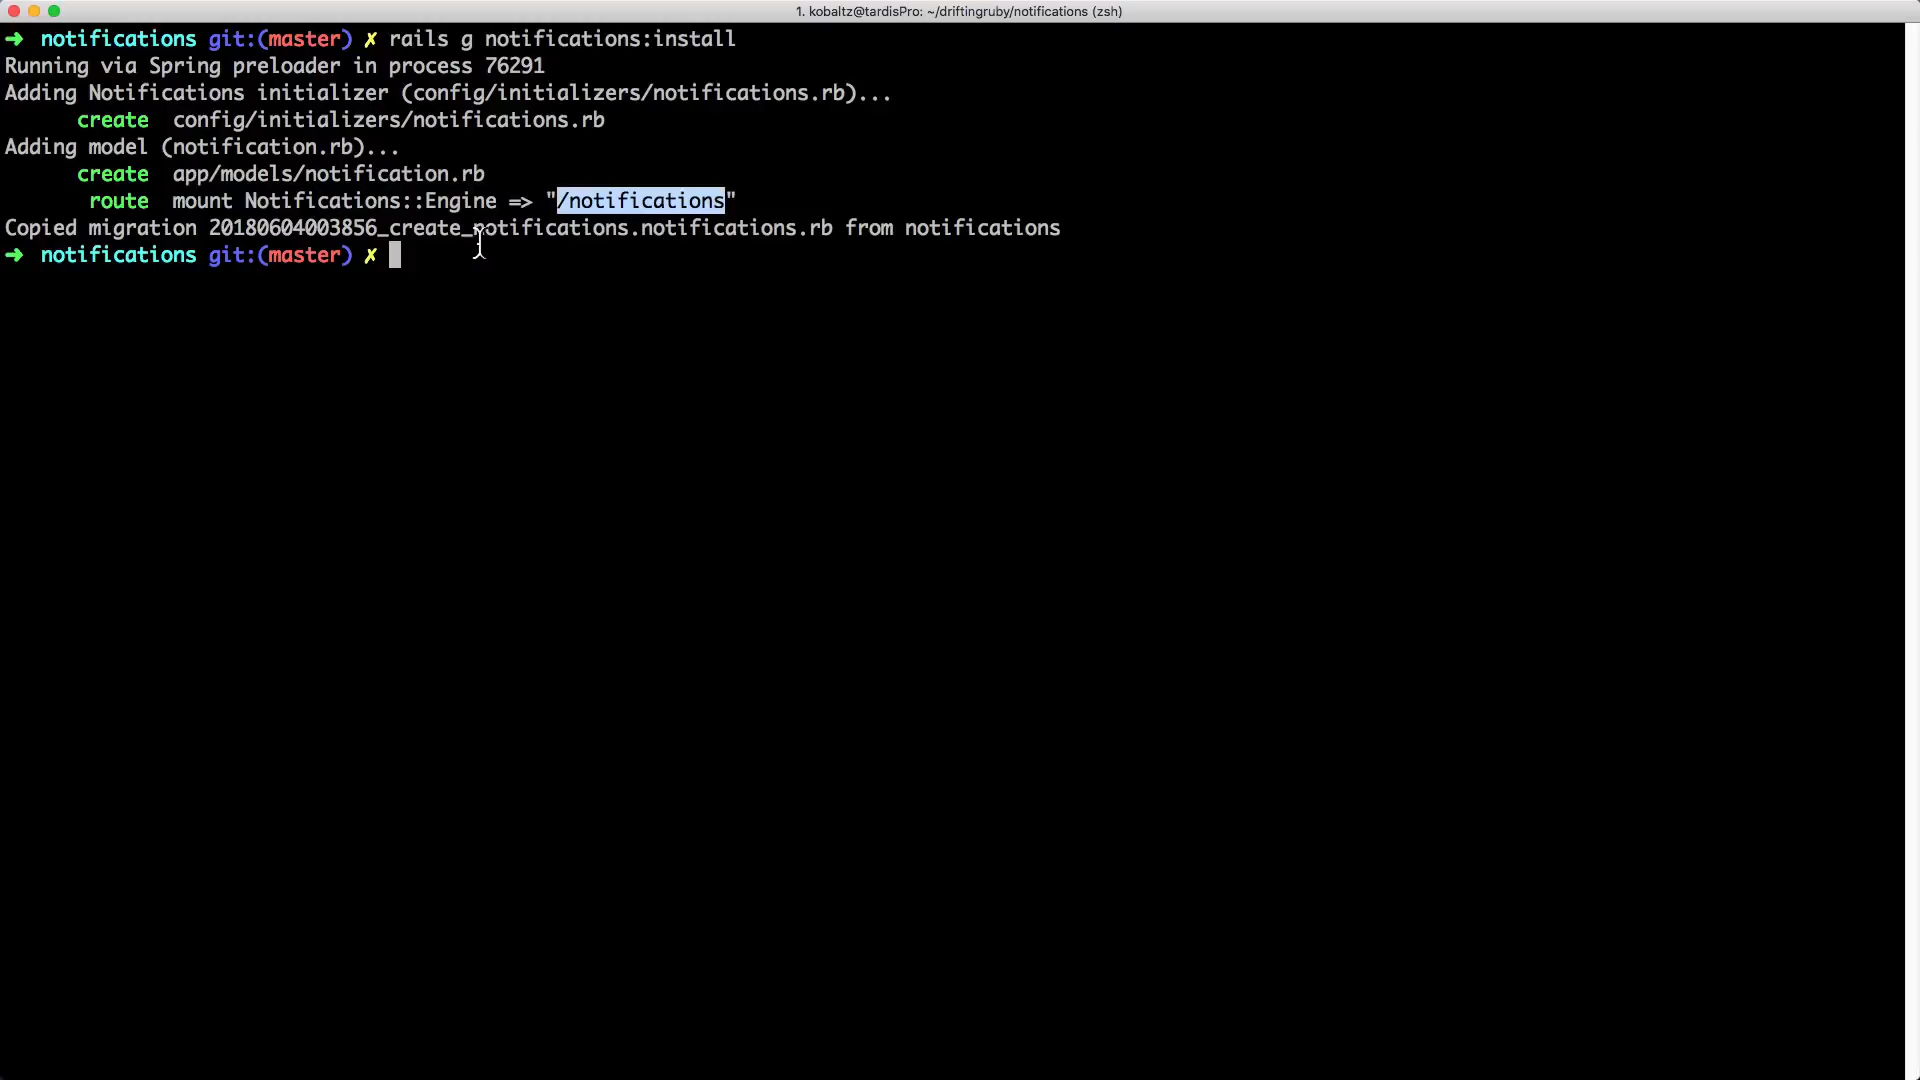 1. kobaltz@tardisPro: ~/driftingruby/notifications (zsh)
➜ notifications git:(master) ✗ rails g notifications:install
Running via Spring preloader in process 76291
Adding Notifications initializer (config/initializers/notifications.rb)...
create config/initializers/notifications.rb
Adding model (notification.rb)...
create app/models/notification.rb
route mount Notifications::Engine => "/notifications"
Copied migration 20180604003856_create_notifications.notifications.rb from notifications
➜ notifications git:(master) ✗